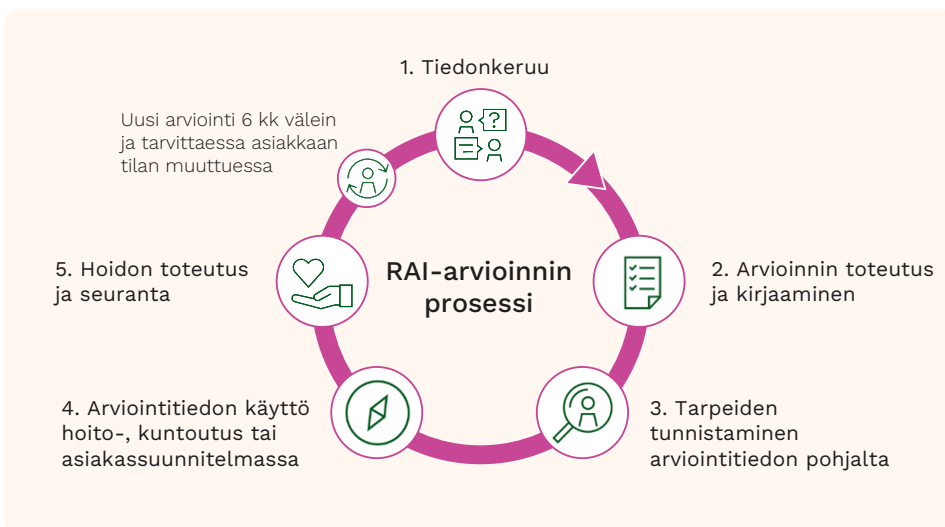 1. Tiedonkeruu
Uusi arviointi 6 kk välein
ja tarvittaessa asiakkaan
tilan muuttuessa
?
5. Hoidon toteutus
ja seuranta
RAI-arvioinnin
prosessi
2. Arvioinnin toteutus
ja kirjaaminen
4. Arviointitiedon käyttö
hoito-, kuntoutus tai
asiakassuunnitelmassa
3. Tarpeiden
tunnistaminen
arviointitiedon pohjalta